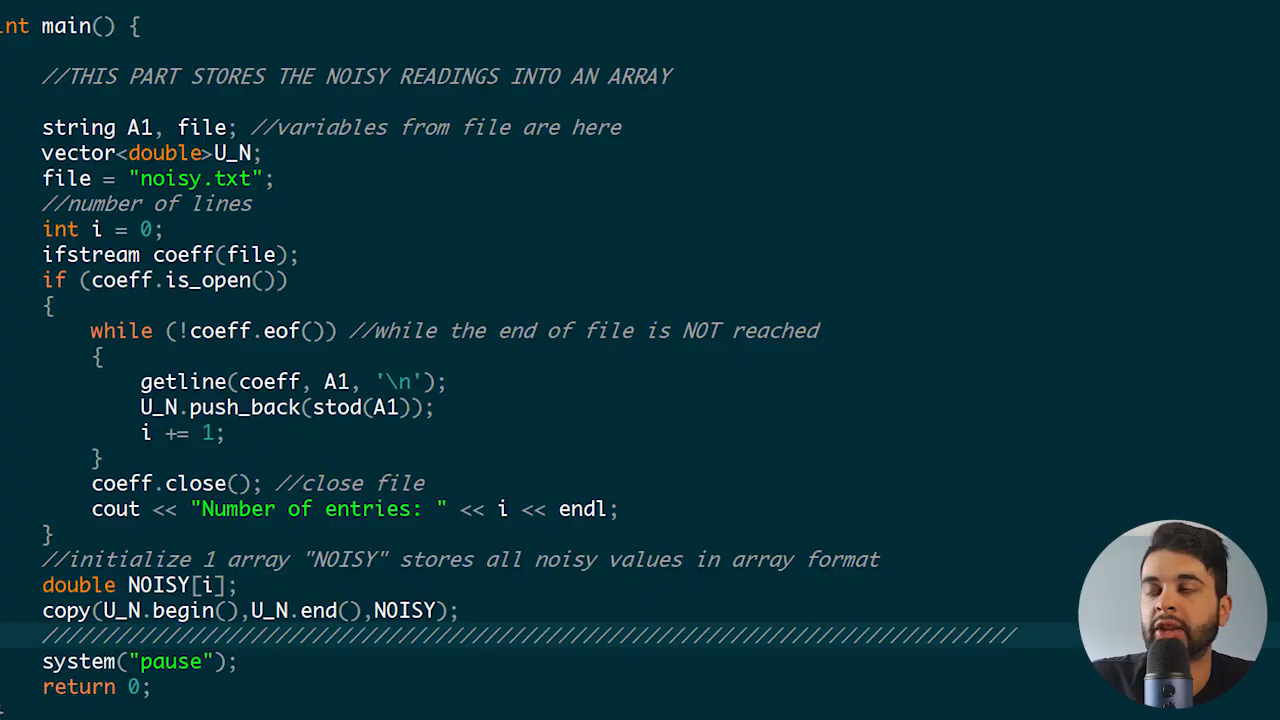 int main() {
//THIS PART STORES THE NOISY READINGS INTO AN ARRAY
string A1, file; //variables from file are here
vector<double>U_N;
file = "noisy.txt";
//number of lines
int i = 0;
ifstream coeff(file);
if (coeff.is_open())
{
while (!coeff.eof()) //while the end of file is NOT reached
{
getline(coeff, A1, '\n');
U_N.push_back(stod(A1));
i += 1;
}
coeff.close(); //close file
cout << "Number of entries: " << i << endl;
}
//initialize 1 array "NOISY" stores all noisy values in array format
double NOISY[i];
copy(U_N.begin(),U_N.end(),NOISY);
////////////////////////////////////////////////////////////////////////////////
system("pause");
return 0;